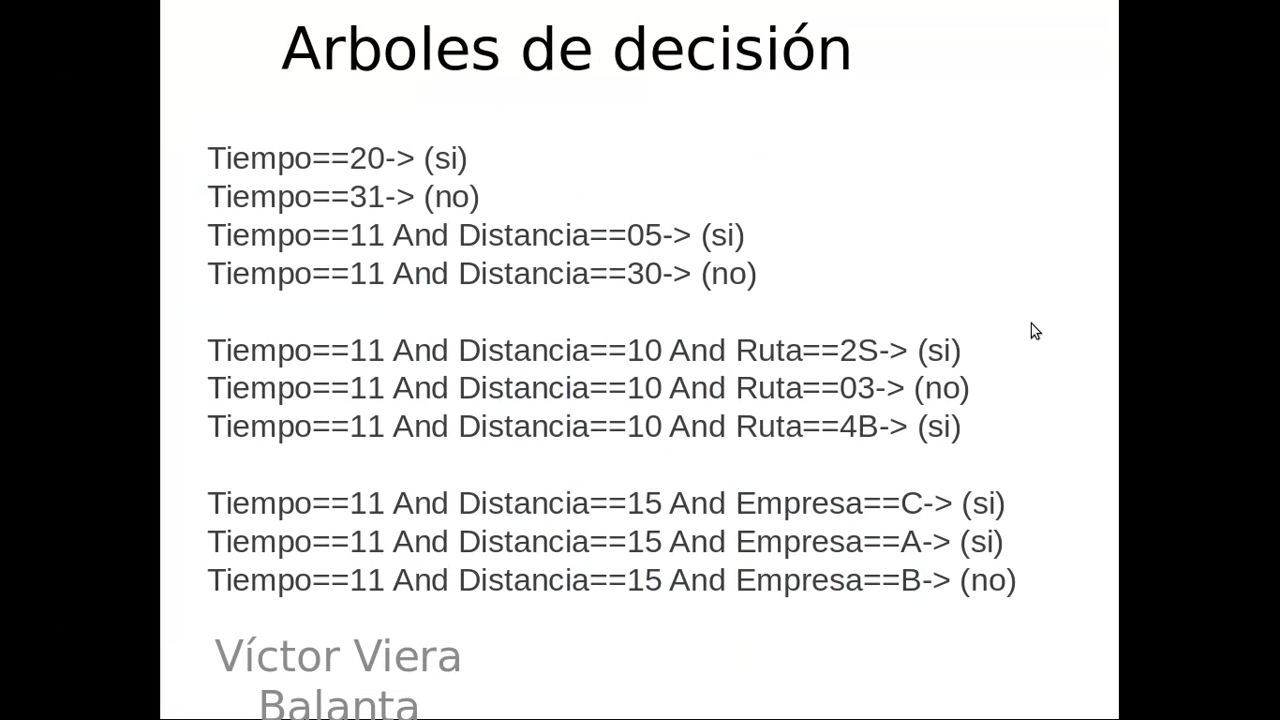 Arboles de decisión
Tiempo==20-> (si)
Tiempo==31-> (no)
Tiempo==11 And Distancia==05-> (si)
Tiempo==11 And Distancia==30-> (no)
Tiempo==11 And Distancia==10 And Ruta==2S-> (si)
Tiempo==11 And Distancia==10 And Ruta==03-> (no)
Tiempo==11 And Distancia==10 And Ruta==4B-> (si)
Tiempo==11 And Distancia==15 And Empresa==C-> (si)
Tiempo==11 And Distancia==15 And Empresa==A-> (si)
Tiempo==11 And Distancia==15 And Empresa==B-> (no)
Víctor Viera
Balanta